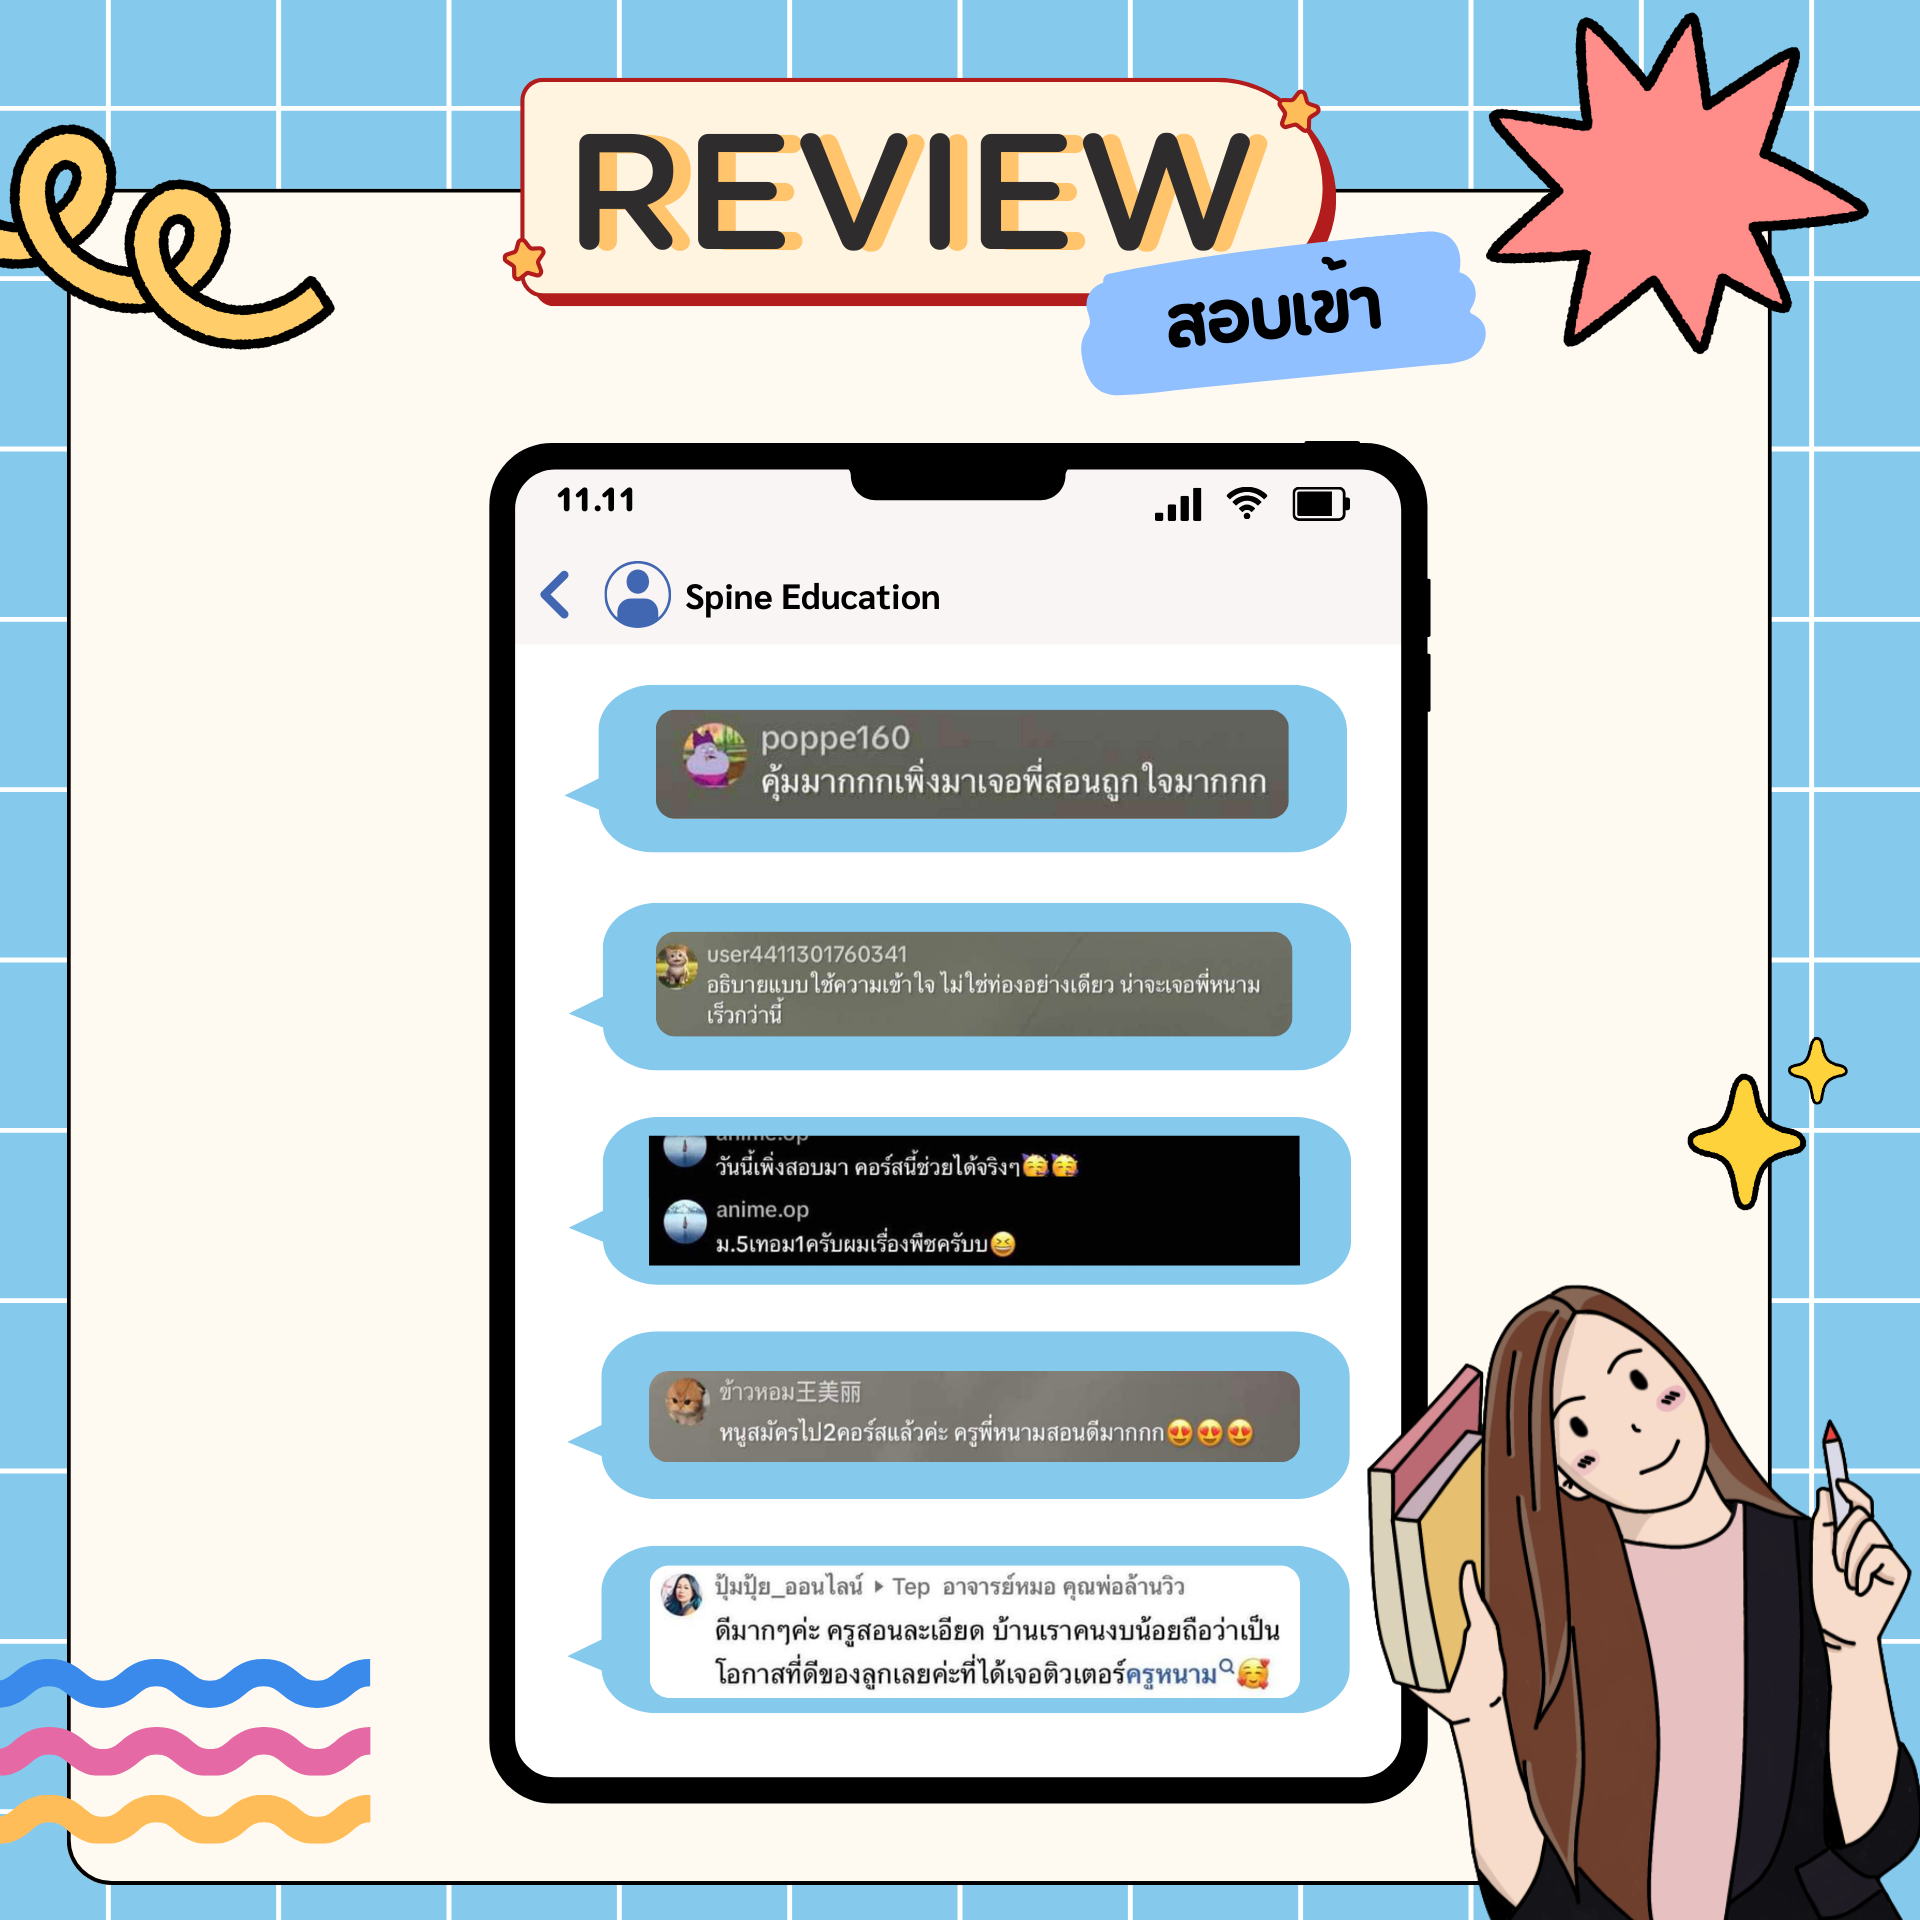 REVIEW
สอบเข้า
11.11
Spine Education
poppe160
คุ้มมากกกเพิ่งมาเจอพี่สอนถูกใจมากกก
user4411301760341
อธิบายแบบใช้ความเข้าใจ ไม่ใช่ท่องอย่างเดียว น่าจะเจอพี่หนาม
เร็วกว่านี้
anime.op
วันนี้เพิ่งสอบมา คอร์สนี้ช่วยได้จริงๆ🥳🥳
anime.op
ม.5เทอม1ครับผมเรื่องพืชครับบ😆
ข้าวหอม王美丽
หนูสมัครไป2คอร์สแล้วค่ะ ครูพี่หนามสอนดีมากกก😍😍😍
ปุ้มปุ้ย_ออนไลน์ ▸ Tep อาจารย์หมอ คุณพ่อล้านวิว
ดีมากๆค่ะ ครูสอนละเอียด บ้านเราคนงบน้อยถือว่าเป็น
โอกาสที่ดีของลูกเลยค่ะที่ได้เจอติวเตอร์ครูหนาม🥰